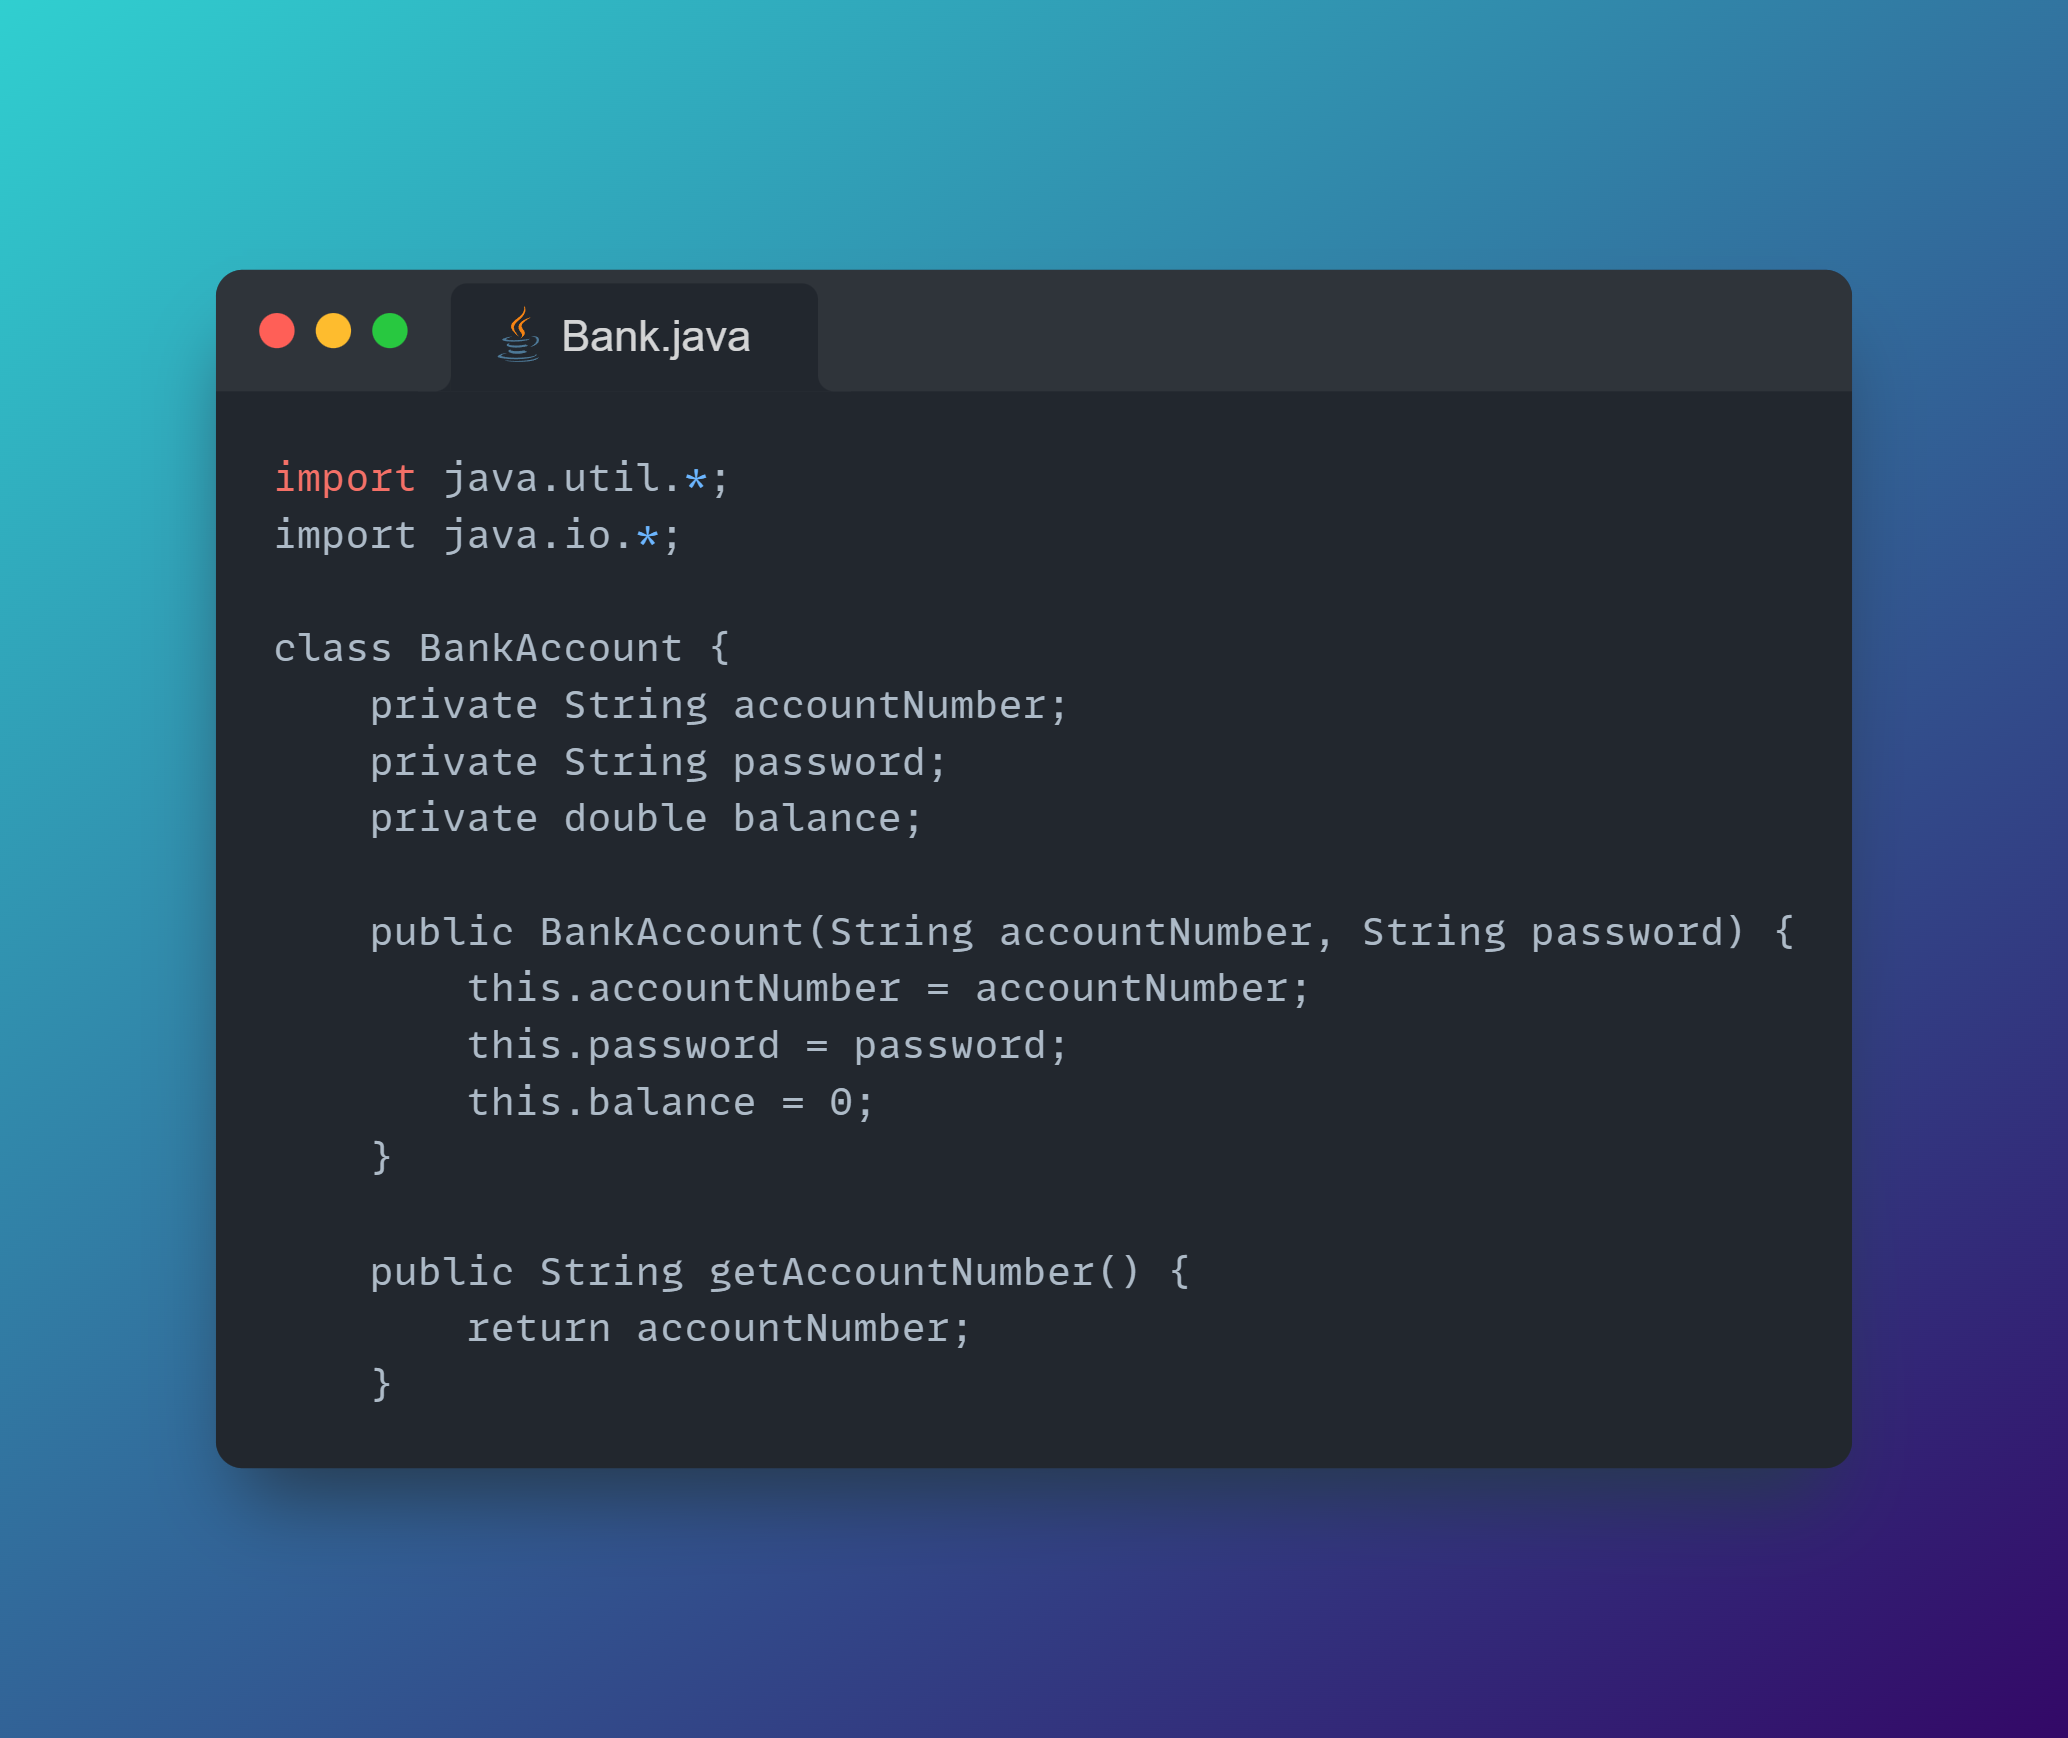 Bank.java
import java.util.*;
import java.io.*;
class BankAccount {
    private String accountNumber;
    private String password;
    private double balance;
    public BankAccount(String accountNumber, String password) {
        this.accountNumber = accountNumber;
        this.password = password;
        this.balance = 0;
    }
    public String getAccountNumber() {
        return accountNumber;
    }